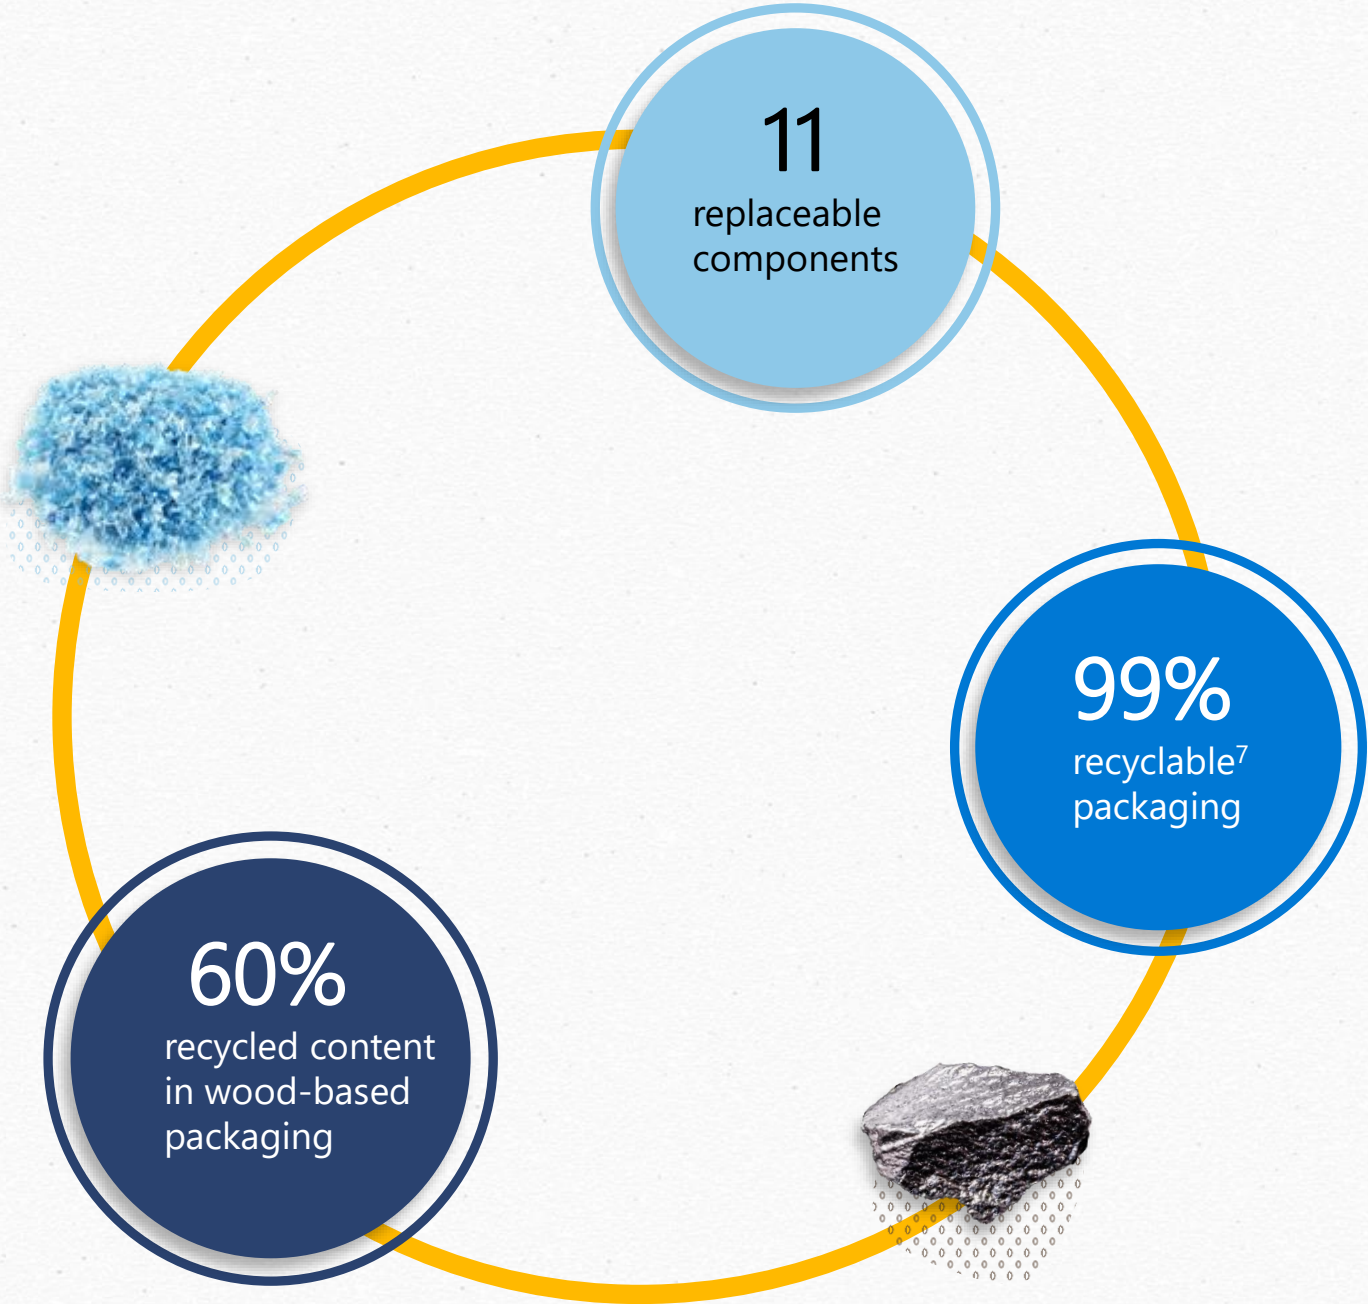 11
replaceable
components
99%
recyclable⁷
packaging
60%
recycled content
in wood-based
packaging